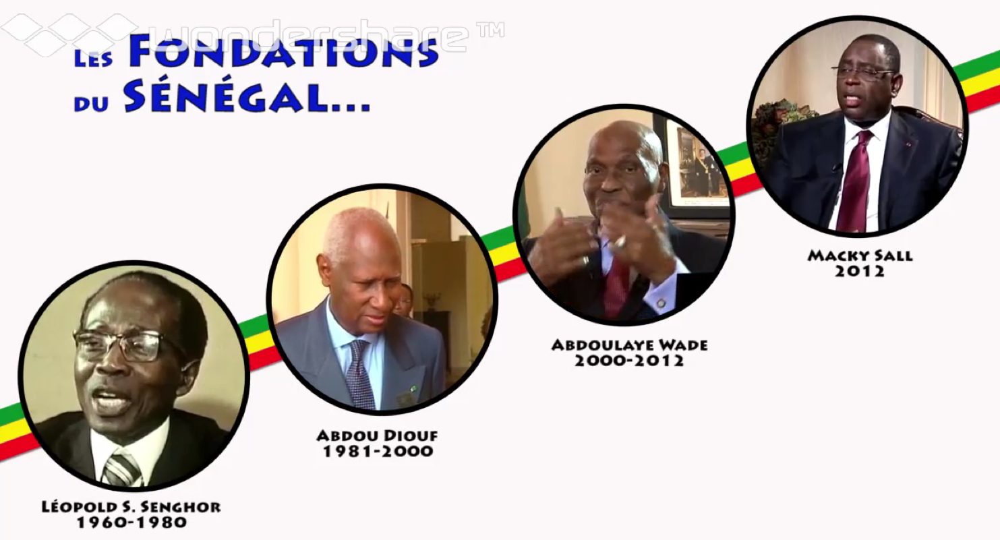 wondershare™
Les Fondations
du Sénégal...
Macky Sall
2012
Abdoulaye Wade
2000-2012
Abdou Diouf
1981-2000
Léopold S. Senghor
1960-1980